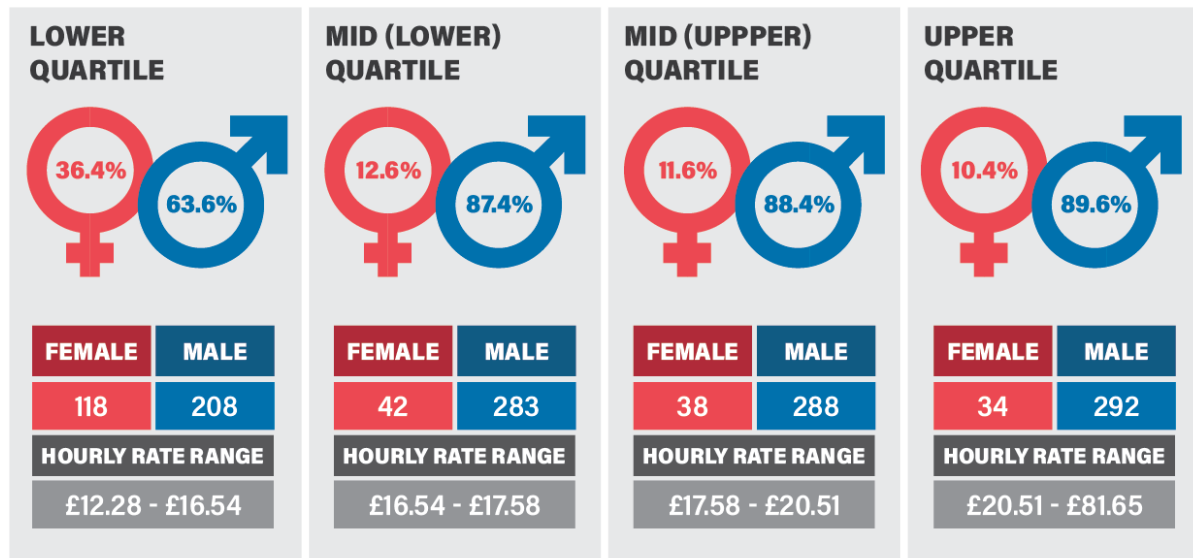 LOWER
QUARTILE
36.4%
63.6%
FEMALE MALE
118 208
HOURLY RATE RANGE
£12.28 - £16.54
MID (LOWER)
QUARTILE
12.6%
87.4%
FEMALE MALE
42 283
HOURLY RATE RANGE
£16.54 - £17.58
MID (UPPPER)
QUARTILE
11.6%
88.4%
FEMALE MALE
38 288
HOURLY RATE RANGE
£17.58 - £20.51
UPPER
QUARTILE
10.4%
89.6%
FEMALE MALE
34 292
HOURLY RATE RANGE
£20.51 - £81.65